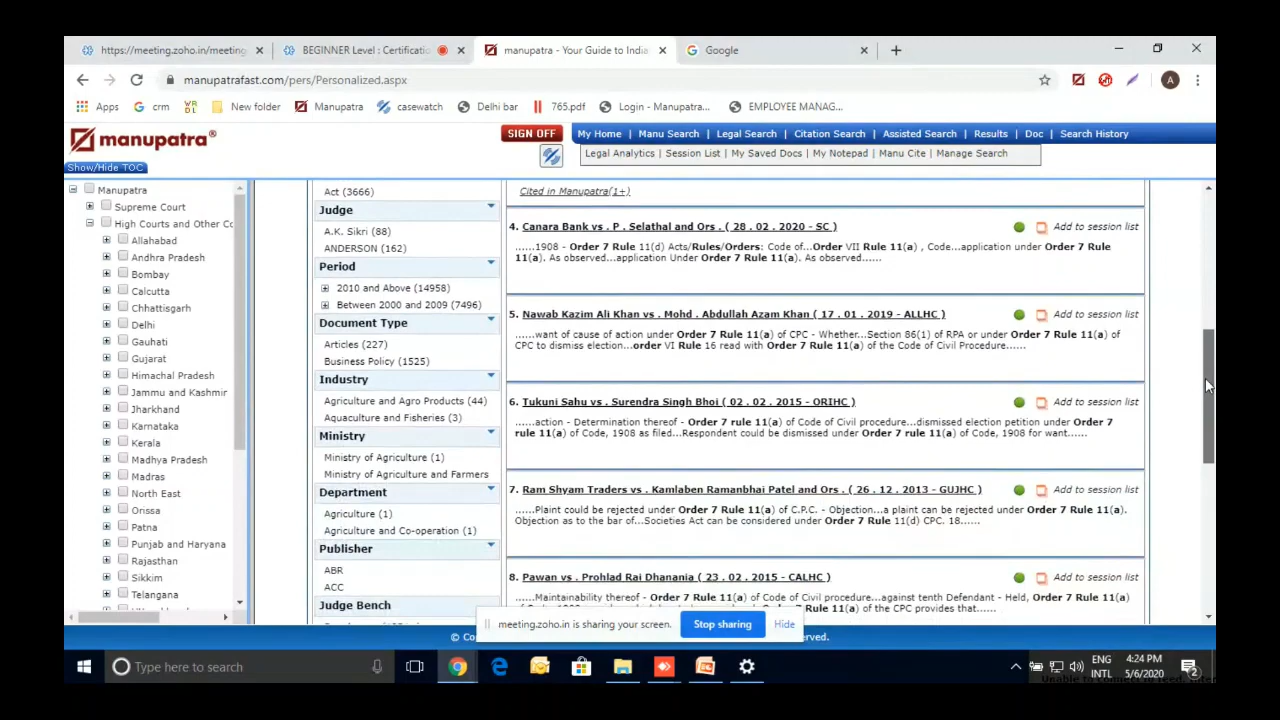 https://meeting.zoho.in/meeting
BEGINNER Level : Certificatio
manupatra - Your Guide to India
Google
manupatrafast.com/pers/Personalized.aspx
A
Apps
crm
New folder
Manupatra
casewatch
Delhi bar
765.pdf
Login - Manupatra...
EMPLOYEE MANAG...
manupatra®
SIGN OFF
My Home | Manu Search | Legal Search | Citation Search | Assisted Search | Results | Doc | Search History
Legal Analytics | Session List | My Saved Docs | My Notepad | Manu Cite | Manage Search
Show/Hide TOC
Manupatra
Supreme Court
High Courts and Other Co
Allahabad
Andhra Pradesh
Bombay
Calcutta
Chhattisgarh
Delhi
Gauhati
Gujarat
Himachal Pradesh
Jammu and Kashmir
Jharkhand
Karnataka
Kerala
Madhya Pradesh
Madras
North East
Orissa
Patna
Punjab and Haryana
Rajasthan
Sikkim
Telangana
Act (3666)
Judge
A.K. Sikri (88)
ANDERSON (162)
Period
2010 and Above (14958)
Between 2000 and 2009 (7496)
Document Type
Articles (227)
Business Policy (1525)
Industry
Agriculture and Agro Products (44)
Aquaculture and Fisheries (3)
Ministry
Ministry of Agriculture (1)
Ministry of Agriculture and Farmers
Department
Agriculture (1)
Agriculture and Co-operation (1)
Publisher
ABR
ACC
Judge Bench
Cited in Manupatra(1+)
4. Canara Bank vs . P . Selathal and Ors . ( 28 . 02 . 2020 - SC )
Add to session list
......1908 - Order 7 Rule 11(d) Acts/Rules/Orders: Code of...Order VII Rule 11(a) , Code...application under Order 7 Rule
11(a). As observed...application Under Order 7 Rule 11(a). As observed......
5. Nawab Kazim Ali Khan vs . Mohd . Abdullah Azam Khan ( 17 . 01 . 2019 - ALLHC )
Add to session list
......want of cause of action under Order 7 Rule 11(a) of CPC - Whether...Section 86(1) of RPA or under Order 7 Rule 11(a) of
CPC to dismiss election...order VI Rule 16 read with Order 7 Rule 11(a) of the Code of Civil Procedure......
6. Tukuni Sahu vs . Surendra Singh Bhoi ( 02 . 02 . 2015 - ORIHC )
Add to session list
......action - Determination thereof - Order 7 rule 11(a) of Code of Civil procedure...dismissed election petition under Order 7
rule 11(a) of Code, 1908 as filed...Respondent could be dismissed under Order 7 rule 11(a) of Code, 1908 for want......
7. Ram Shyam Traders vs . Kamlaben Ramanbhai Patel and Ors . ( 26 . 12 . 2013 - GUJHC )
Add to session list
......Plaint could be rejected under Order 7 Rule 11(a) of C.P.C. - Objection...a plaint can be rejected under Order 7 Rule 11(a).
Objection as to the bar of...Societies Act can be considered under Order 7 Rule 11(d) CPC. 18......
8. Pawan vs . Prohlad Rai Dhanania ( 23 . 02 . 2015 - CALHC )
Add to session list
......Maintainability thereof - Order 7 Rule 11(a) of Code of Civil procedure...against tenth Defendant - Held, Order 7 Rule
11(a) of the CPC provides that......
meeting.zoho.in is sharing your screen.
Stop sharing
Hide
© Co
rved.
Type here to search
ENG
INTL
4:24 PM
5/6/2020
2